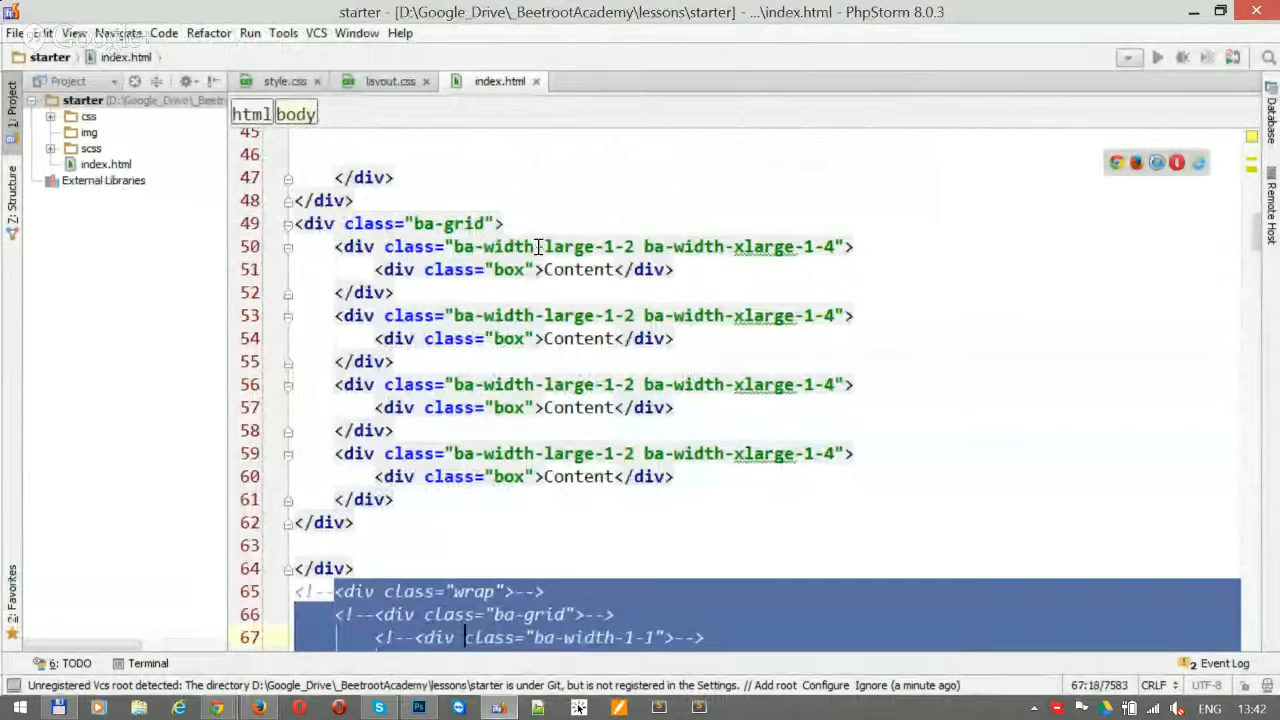 starter - [D:\Google_Drive\_BeetrootAcademy\lessons\starter] - ...\index.html - PhpStorm 8.0.3
File Edit View Navigate Code Refactor Run Tools VCS Window Help
starter index.html
Project style.css layout.css index.html
starter (D:\Google_Drive\_Beetr
css
img
scss
index.html
External Libraries
1: Project
Z: Structure
2: Favorites
Database
Remote Host
html body
45
46
47 </div>
48 </div>
49 <div class="ba-grid">
50 <div class="ba-width-large-1-2 ba-width-xlarge-1-4">
51 <div class="box">Content</div>
52 </div>
53 <div class="ba-width-large-1-2 ba-width-xlarge-1-4">
54 <div class="box">Content</div>
55 </div>
56 <div class="ba-width-large-1-2 ba-width-xlarge-1-4">
57 <div class="box">Content</div>
58 </div>
59 <div class="ba-width-large-1-2 ba-width-xlarge-1-4">
60 <div class="box">Content</div>
61 </div>
62 </div>
63
64 </div>
65 <!--<div class="wrap">-->
66 <!--<div class="ba-grid">-->
67 <!--<div class="ba-width-1-1">-->
6: TODO Terminal Event Log
Unregistered Vcs root detected: The directory D:\Google_Drive\_BeetrootAcademy\lessons\starter is under Git, but is not registered in the Settings. // Add root Configure Ignore (a minute ago) 67:18/7583 CRLF UTF-8
ENG 13:42